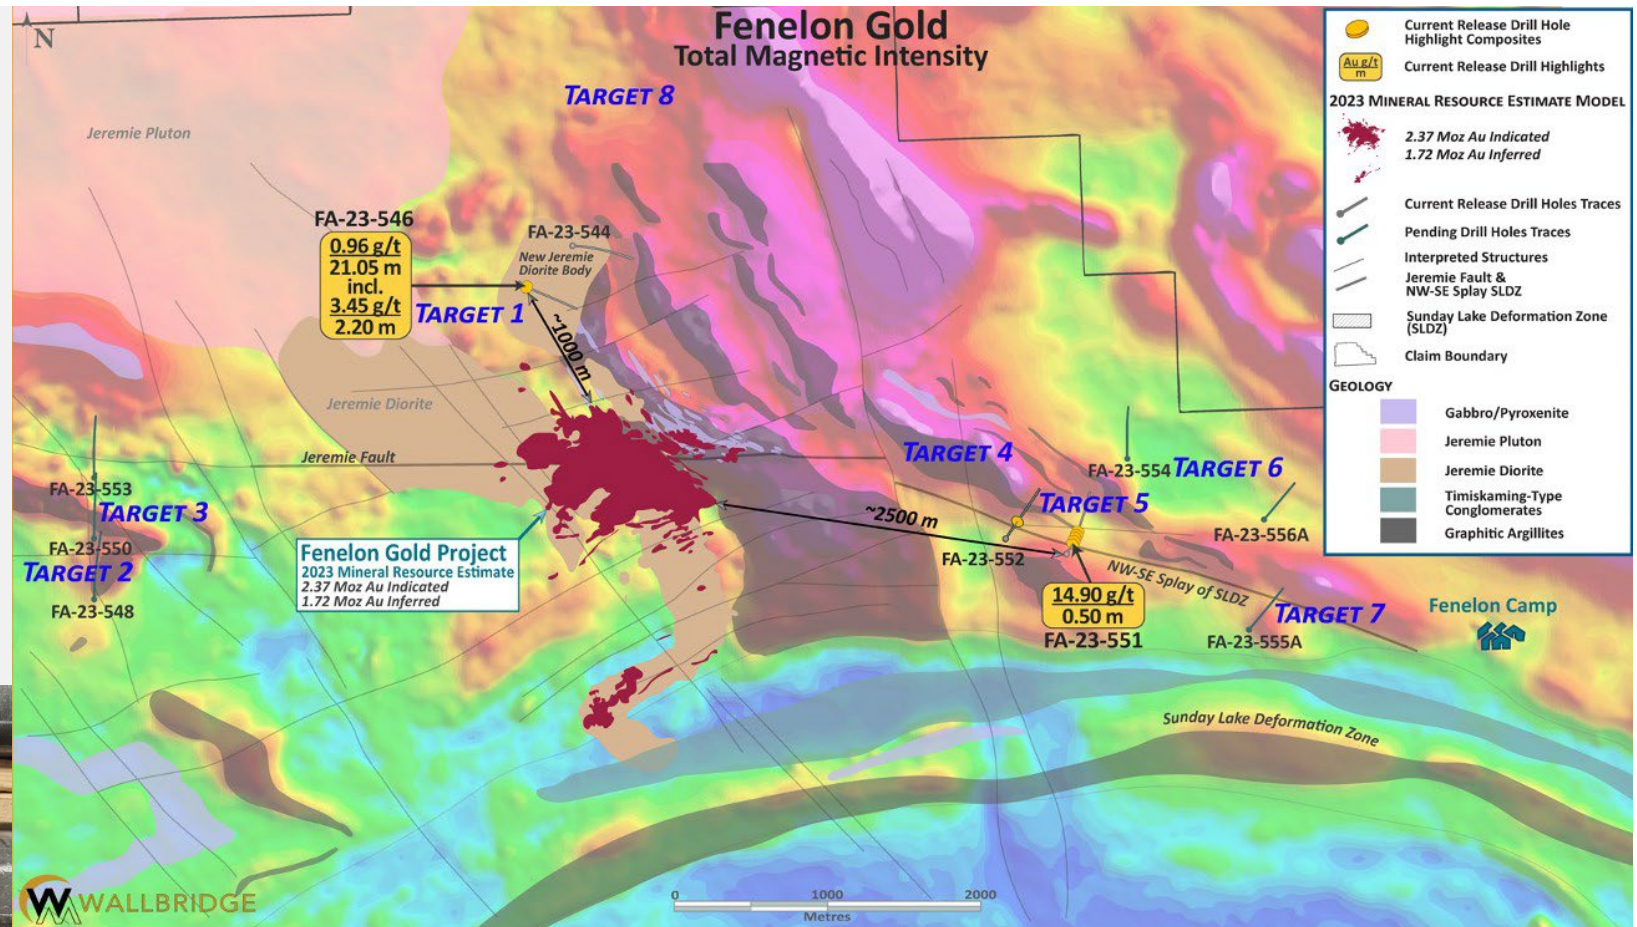 Fenelon Gold
Total Magnetic Intensity
N
TARGET 8
Jeremie Pluton
FA-23-546
0.96 g/t
21.05 m
incl.
3.45 g/t
2.20 m
FA-23-544
New Jeremie
Diorite Body
TARGET 1
~1000 m
Jeremie Diorite
Jeremie Fault
TARGET 4
FA-23-554
TARGET 6
FA-23-553
TARGET 3
TARGET 5
~2500 m
FA-23-556A
FA-23-550
FA-23-552
TARGET 2
FA-23-548
Fenelon Gold Project
2023 Mineral Resource Estimate
2.37 Moz Au Indicated
1.72 Moz Au Inferred
NW-SE Splay of SLDZ
14.90 g/t
0.50 m
FA-23-551
TARGET 7
FA-23-555A
Fenelon Camp
Sunday Lake Deformation Zone
WALLBRIDGE
0 1000 2000
Metres
Current Release Drill Hole
Highlight Composites
Au g/t
m
Current Release Drill Highlights
2023 MINERAL RESOURCE ESTIMATE MODEL
2.37 Moz Au Indicated
1.72 Moz Au Inferred
Current Release Drill Holes Traces
Pending Drill Holes Traces
Interpreted Structures
Jeremie Fault &
NW-SE Splay SLDZ
Sunday Lake Deformation Zone
(SLDZ)
Claim Boundary
GEOLOGY
Gabbro/Pyroxenite
Jeremie Pluton
Jeremie Diorite
Timiskaming-Type
Conglomerates
Graphitic Argillites